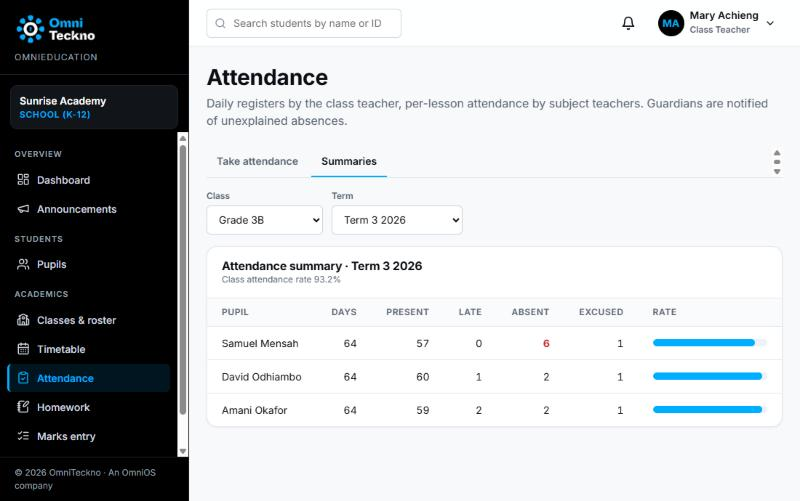 Omni
Teckno
OMNIEDUCATION
Sunrise Academy
SCHOOL (K-12)
OVERVIEW
Dashboard
Announcements
STUDENTS
Pupils
ACADEMICS
Classes & roster
Timetable
Attendance
Homework
Marks entry
© 2026 OmniTeckno · An OmniOS
company
Search students by name or ID
MA
Mary Achieng
Class Teacher
Attendance
Daily registers by the class teacher, per-lesson attendance by subject teachers. Guardians are notified
of unexplained absences.
Take attendance Summaries
Class Term
Grade 3B Term 3 2026
Attendance summary · Term 3 2026
Class attendance rate 93.2%
PUPIL DAYS PRESENT LATE ABSENT EXCUSED RATE
Samuel Mensah 64 57 0 6 1
David Odhiambo 64 60 1 2 1
Amani Okafor 64 59 2 2 1